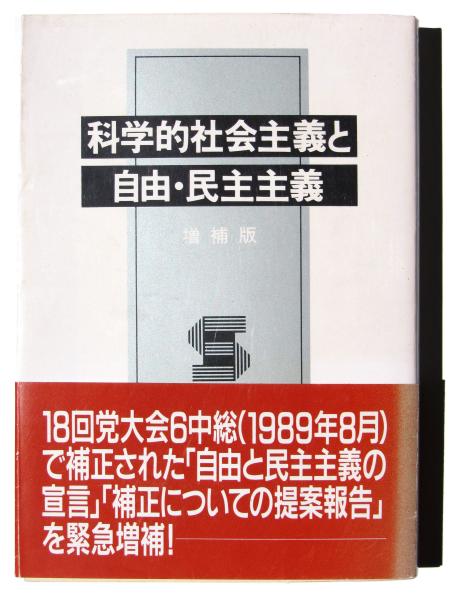 科学的社会主義と
自由・民主主義
増補版
18回党大会6中総(1989年8月)
で補正された「自由と民主主義の
宣言」「補正についての提案報告」
を緊急増補!